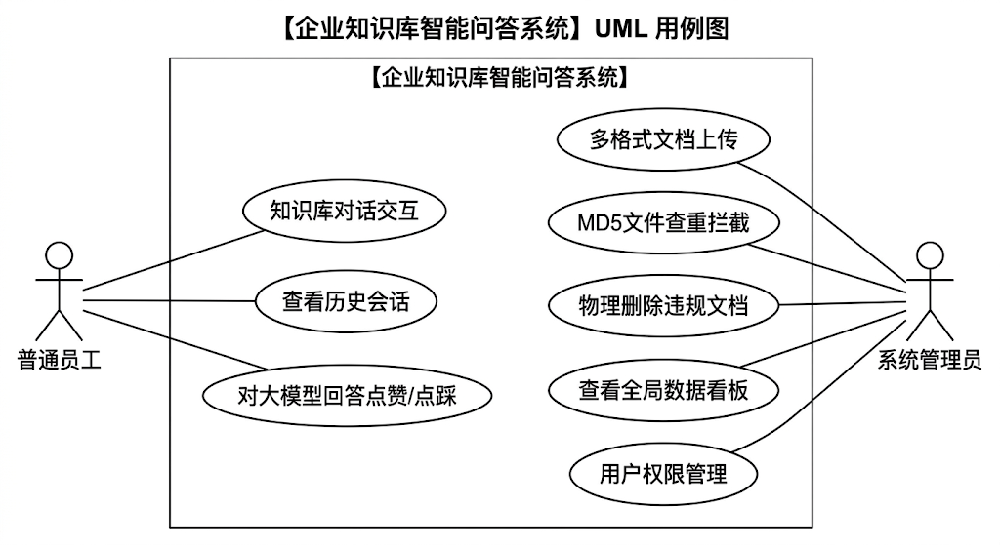 【企业知识库智能问答系统】UML 用例图
【企业知识库智能问答系统】
多格式文档上传
知识库对话交互
MD5文件查重拦截
查看历史会话
物理删除违规文档
普通员工
系统管理员
对大模型回答点赞/点踩
查看全局数据看板
用户权限管理